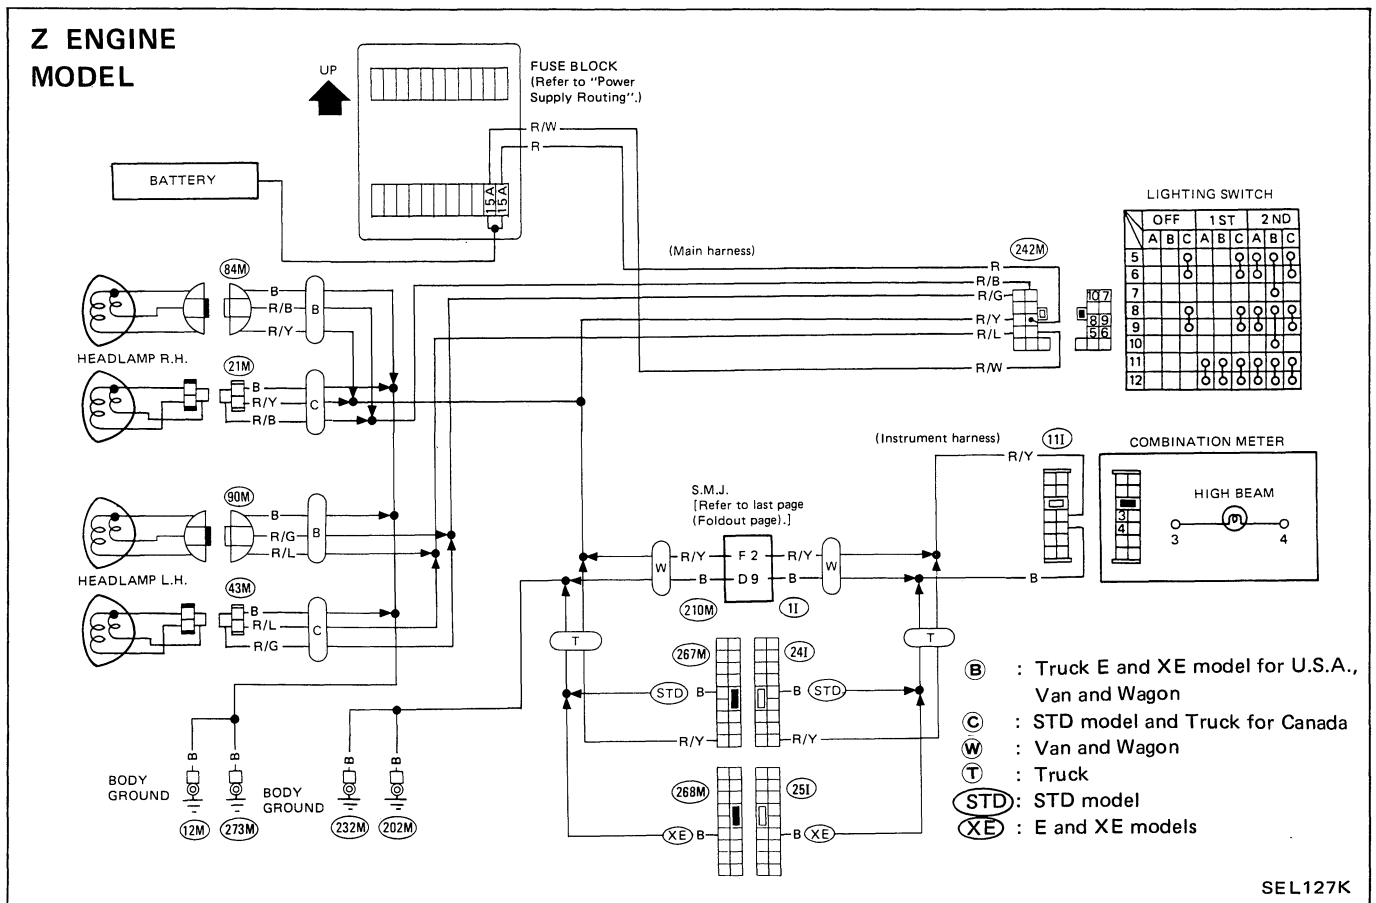 Z ENGINE
MODEL
UP
FUSE BLOCK
(Refer to "Power
Supply Routing".)
R/W
R
BATTERY
15A
15A
LIGHTING SWITCH
OFF 1ST 2ND
A B C A B C A B C
5
6
7
8
9
10
11
12
(Main harness)
242M
R
R/B
R/G
R/Y
R/L
R/W
10 7
8 9
5 6
84M
B
R/B
R/Y
B
HEADLAMP R.H.
21M
B
R/Y
R/B
C
90M
B
R/G
R/L
B
HEADLAMP L.H.
43M
B
R/L
R/G
C
(Instrument harness)
11I
R/Y
B
COMBINATION METER
HIGH BEAM
3
4
3
4
S.M.J.
[Refer to last page
(Foldout page).]
W R/Y F 2 R/Y W
B D 9 B
210M 1I
T
T
267M 24I
STD B B STD
R/Y R/Y
268M 25I
XE B B XE
B B B B
BODY
GROUND
BODY
GROUND
12M 273M 232M 202M
B : Truck E and XE model for U.S.A.,
Van and Wagon
C : STD model and Truck for Canada
W : Van and Wagon
T : Truck
STD : STD model
XE : E and XE models
SEL127K